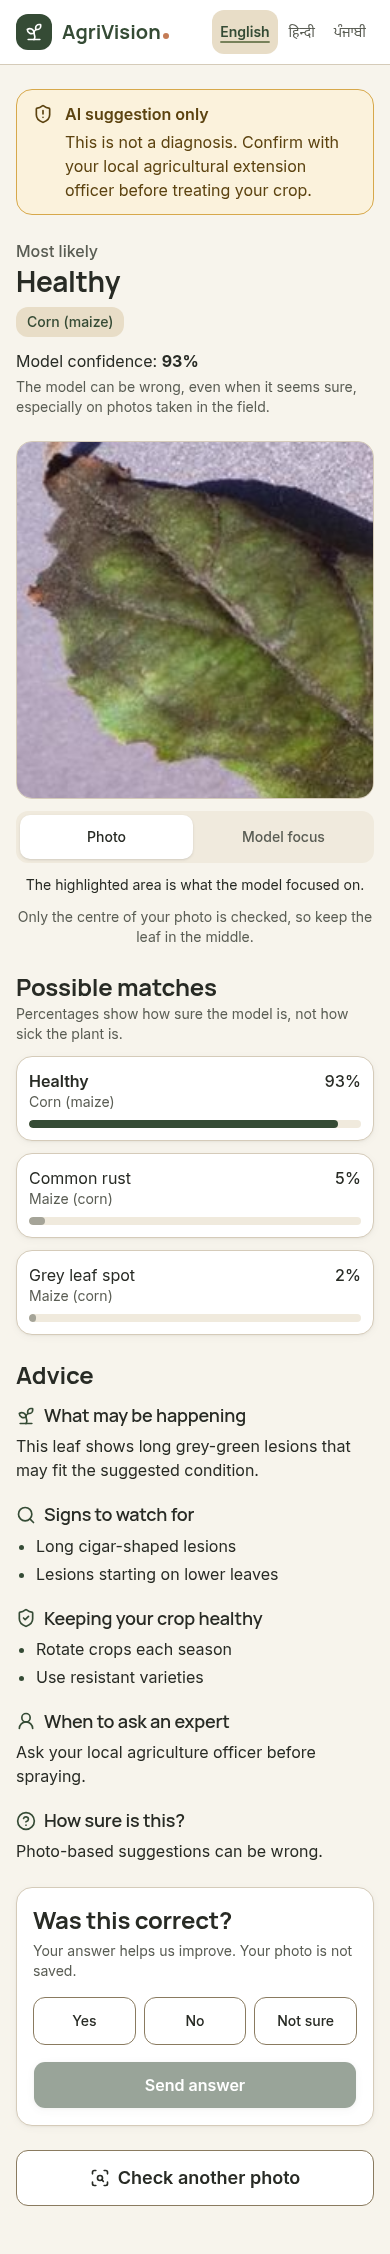 AgriVision
English
हिन्दी
ਪੰਜਾਬੀ
AI suggestion only
This is not a diagnosis. Confirm with
your local agricultural extension
officer before treating your crop.
Most likely
Healthy
Corn (maize)
Model confidence: 93%
The model can be wrong, even when it seems sure,
especially on photos taken in the field.
Photo
Model focus
The highlighted area is what the model focused on.
Only the centre of your photo is checked, so keep the
leaf in the middle.
Possible matches
Percentages show how sure the model is, not how
sick the plant is.
Healthy 93%
Corn (maize)
Common rust 5%
Maize (corn)
Grey leaf spot 2%
Maize (corn)
Advice
What may be happening
This leaf shows long grey-green lesions that
may fit the suggested condition.
Signs to watch for
• Long cigar-shaped lesions
• Lesions starting on lower leaves
Keeping your crop healthy
• Rotate crops each season
• Use resistant varieties
When to ask an expert
Ask your local agriculture officer before
spraying.
How sure is this?
Photo-based suggestions can be wrong.
Was this correct?
Your answer helps us improve. Your photo is not
saved.
Yes
No
Not sure
Send answer
Check another photo